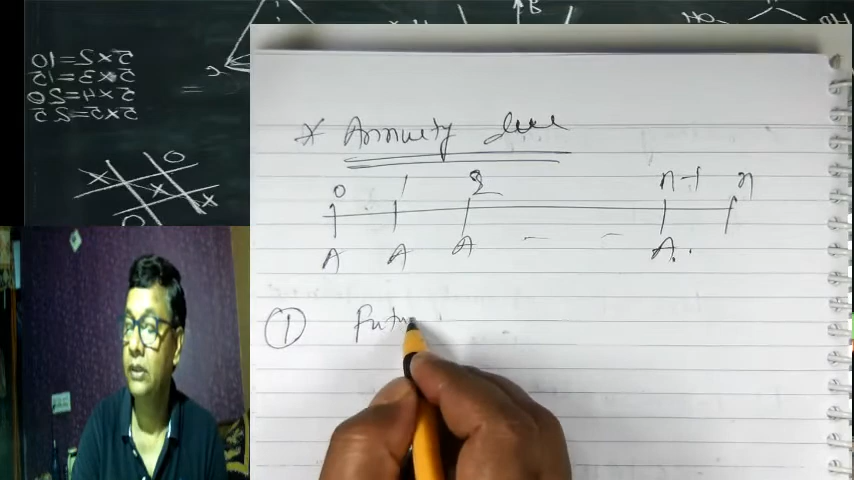 5×2=10
5×3=15
5×4=20
5×5=25
* Annuity due
0 1 2 n-1 n
A A A - - A.
① Futu